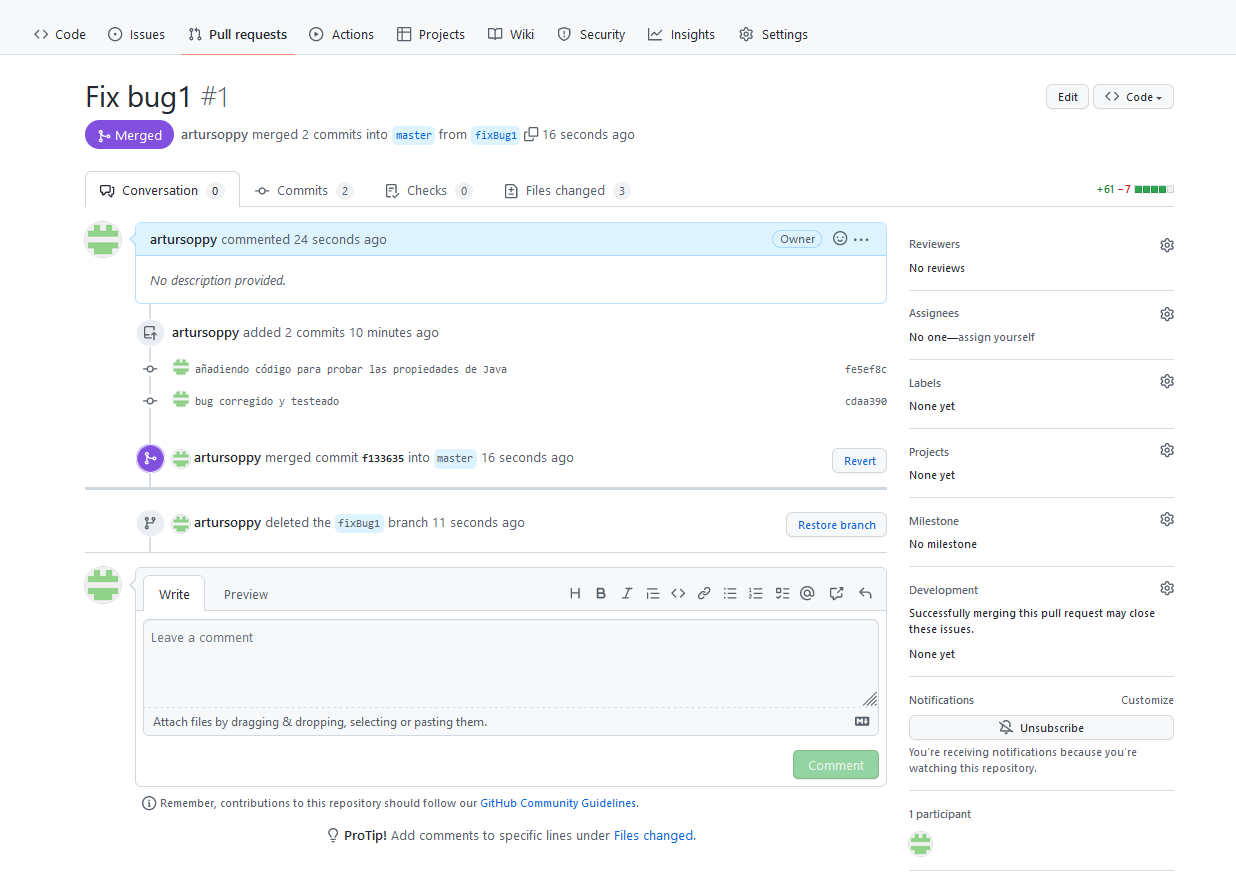 Code Issues Pull requests Actions Projects Wiki Security Insights Settings
Fix bug1 #1
Edit Code
Merged artursoppy merged 2 commits into master from fixBug1 16 seconds ago
Conversation 0 Commits 2 Checks 0 Files changed 3 +61 −7
artursoppy commented 24 seconds ago Owner
No description provided.
artursoppy added 2 commits 10 minutes ago
añadiendo código para probar las propiedades de Java fe5ef8c
bug corregido y testeado cdaa390
artursoppy merged commit f133635 into master 16 seconds ago Revert
artursoppy deleted the fixBug1 branch 11 seconds ago Restore branch
Write Preview
Leave a comment
Attach files by dragging & dropping, selecting or pasting them.
Comment
Remember, contributions to this repository should follow our GitHub Community Guidelines.
ProTip! Add comments to specific lines under Files changed.
Reviewers
No reviews
Assignees
No one—assign yourself
Labels
None yet
Projects
None yet
Milestone
No milestone
Development
Successfully merging this pull request may close
these issues.
None yet
Notifications Customize
Unsubscribe
You're receiving notifications because you're
watching this repository.
1 participant